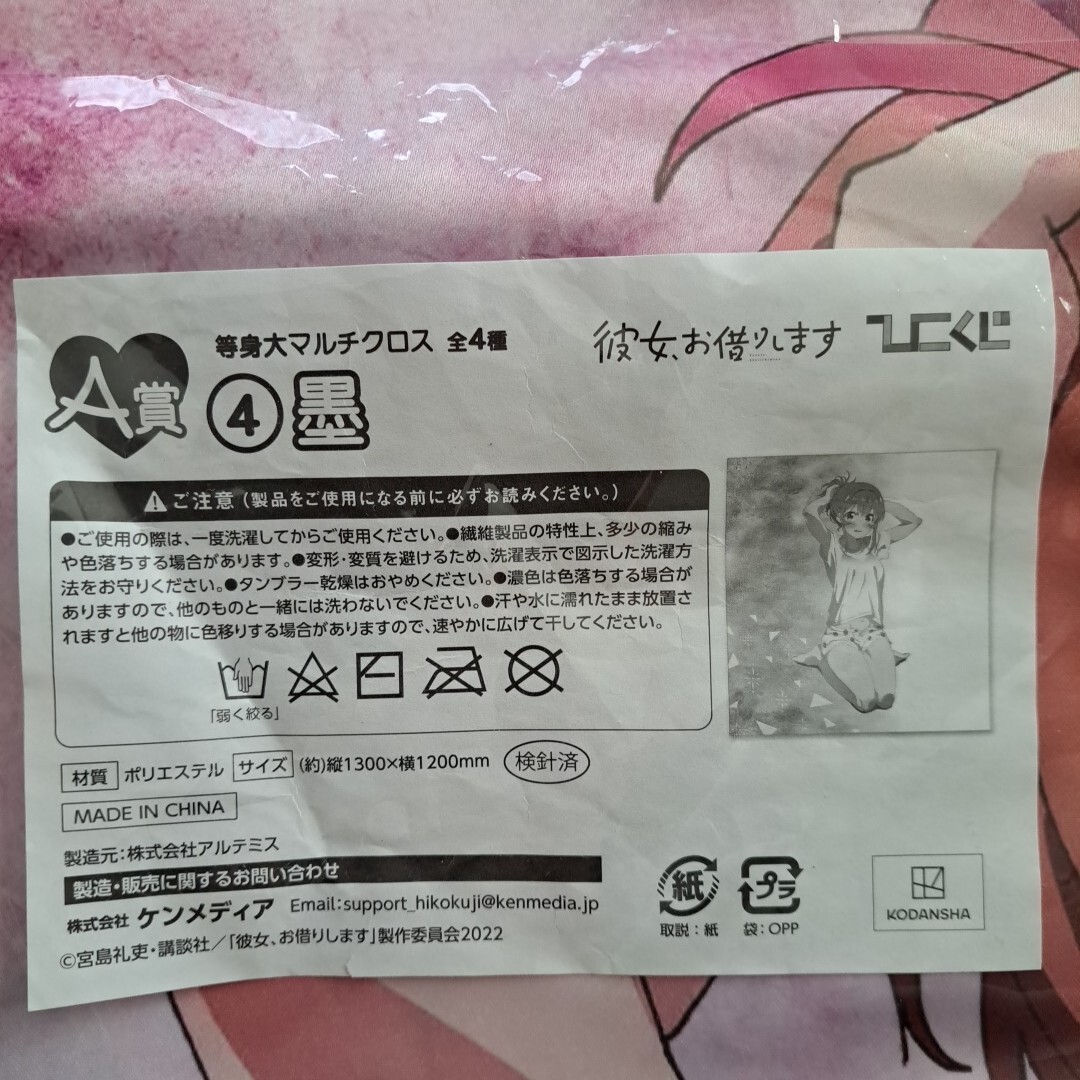 A賞
等身大マルチクロス 全4種
④墨
彼女、お借りします
ヒコくじ
⚠ご注意（製品をご使用になる前に必ずお読みください。）
●ご使用の際は、一度洗濯してからご使用ください。●繊維製品の特性上、多少の縮み
や色落ちする場合があります。●変形・変質を避けるため、洗濯表示で図示した洗濯方
法をお守りください。●タンブラー乾燥はおやめください。●濃色は色落ちする場合が
ありますので、他のものと一緒には洗わないでください。●汗や水に濡れたまま放置さ
れますと他の物に色移りする場合がありますので、速やかに広げて干してください。
「弱く絞る」
材質 ポリエステル サイズ (約)縦1300×横1200mm 検針済
MADE IN CHINA
製造元：株式会社アルテミス
製造・販売に関するお問い合わせ
株式会社 ケンメディア Email：support_hikokuji@kenmedia.jp
©宮島礼吏・講談社／「彼女、お借りします」製作委員会2022
紙
取説：紙
プラ
袋：OPP
KODANSHA